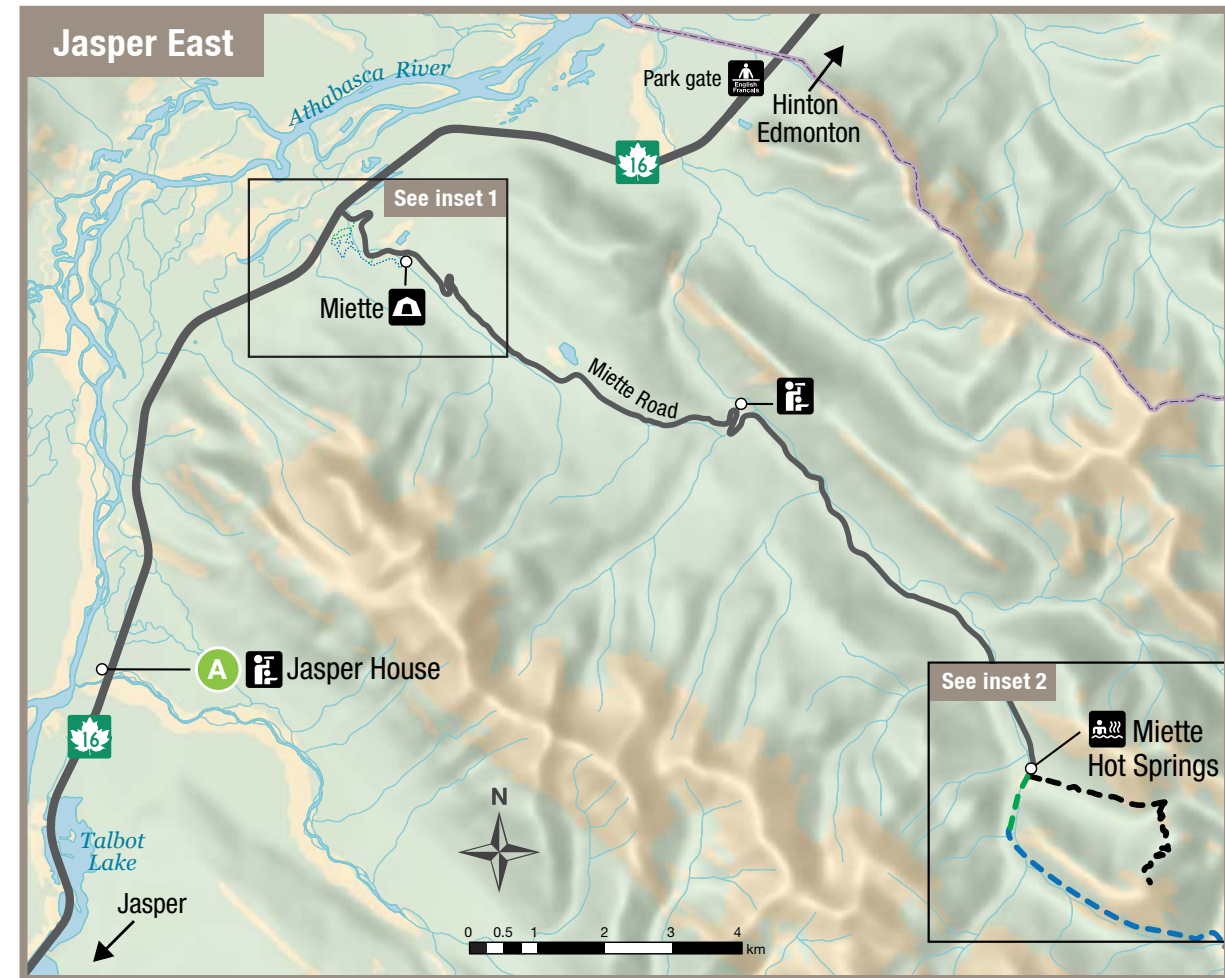 Jasper East
Athabasca River
Park gate
English
Français
Hinton
Edmonton
16
See inset 1
Miette
Miette Road
A
Jasper House
16
See inset 2
Miette
Hot Springs
Talbot
Lake
Jasper
N
0 0.5 1 2 3 4
km